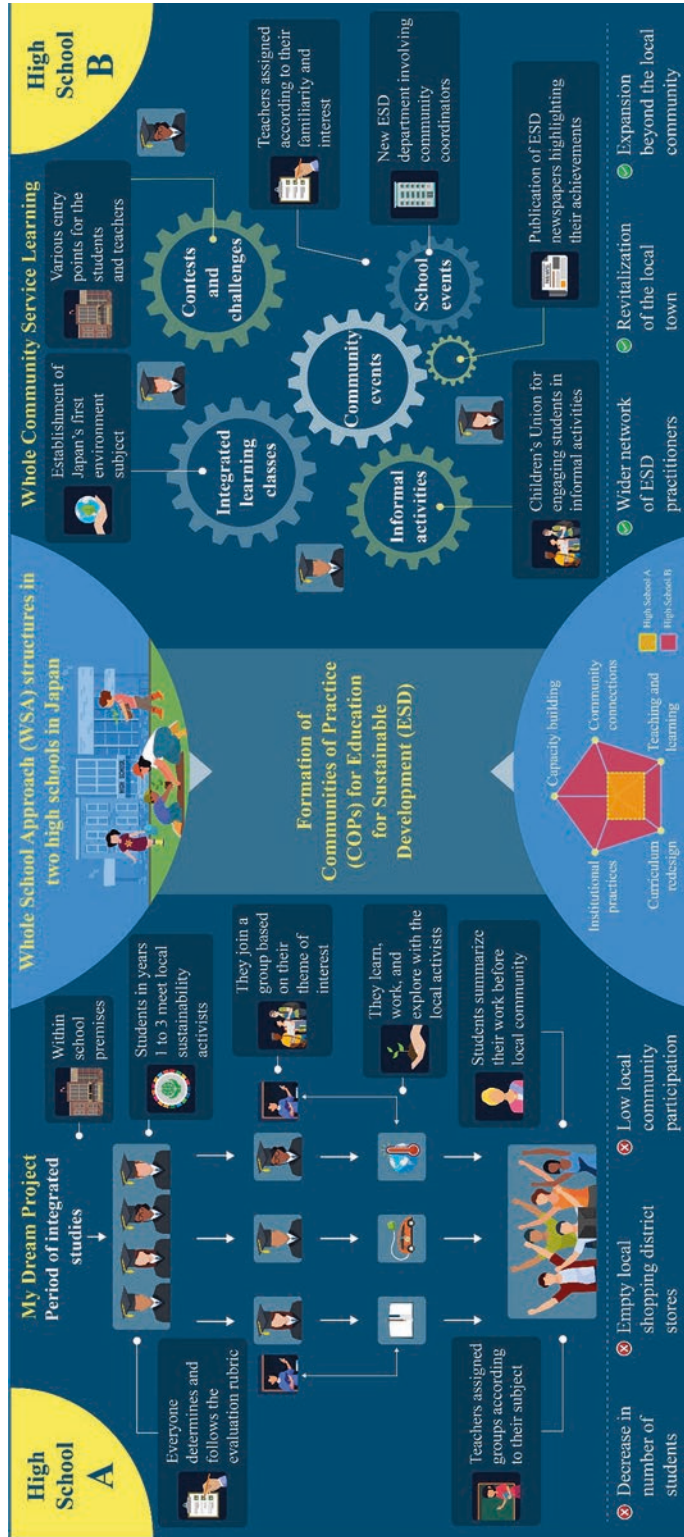 Whole School Approach (WSA) structures in
two high schools in Japan
High
School
A
My Dream Project
Period of integrated
studies
Within
school
premises
Students in years
1 to 3 meet local
sustainability
activists
Everyone
determines and
follows the
evaluation rubric
They join a
group based
on their
theme of
interest
They learn,
work, and
explore with the
local activists
Teachers assigned
groups according
to their subject
Students summarize
their work before
local community
Decrease in
number of
students
Empty local
shopping district
stores
Low local
community
participation
Formation of
Communities of Practice
(COPs) for Education
for Sustainable
Development (ESD)
Capacity building
Institutional
practices
Community
connections
Curriculum
redesign
Teaching and
learning
High School A
High School B
High
School
B
Whole Community Service Learning
Establishment of
Japan's first
environment
subject
Various entry
points for the
students
and teachers
Teachers assigned
according to their
familiarity and
interest
Contests
and
challenges
Integrated
learning
classes
New ESD
department involving
community
coordinators
School
events
Community
events
Informal
activities
Children's Union for
engaging students in
informal activities
Publication of ESD
newspapers highlighting
their achievements
Wider network
of ESD
practitioners
Revitalization
of the local
town
Expansion
beyond the local
community